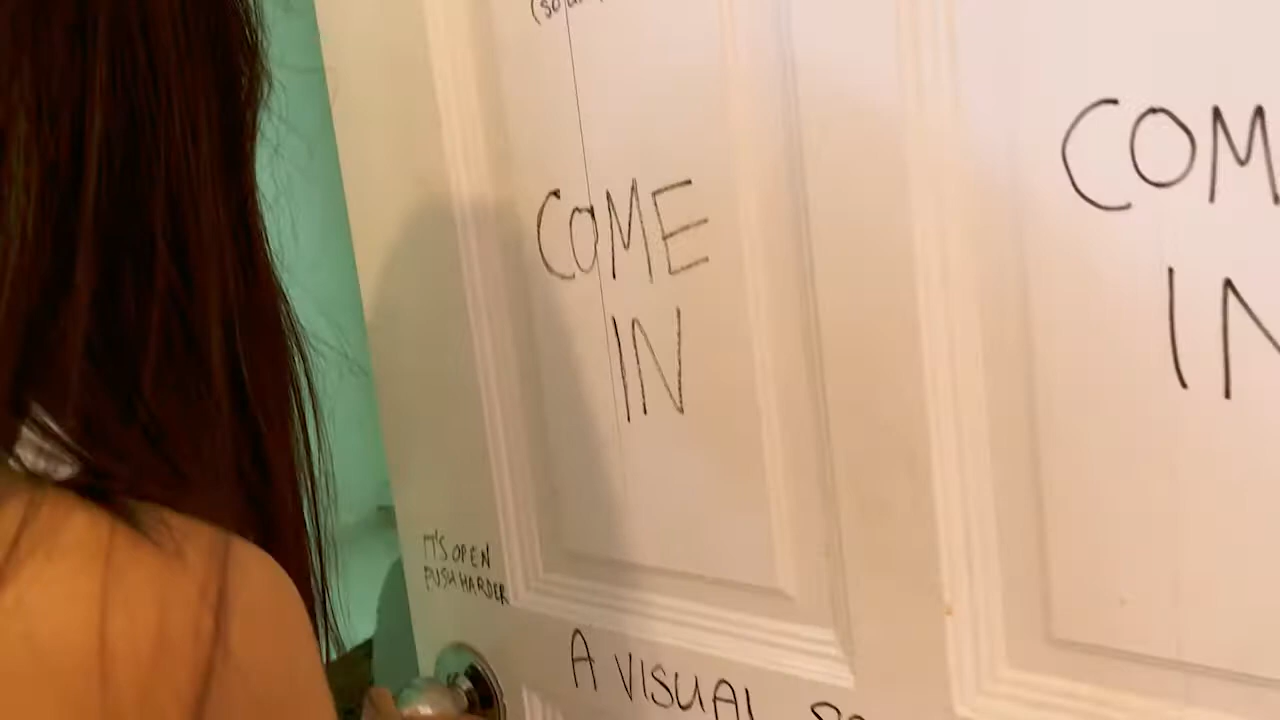 COME
IN
COM
IN
IT'S OPEN
PUSH HARDER
A VISUAL